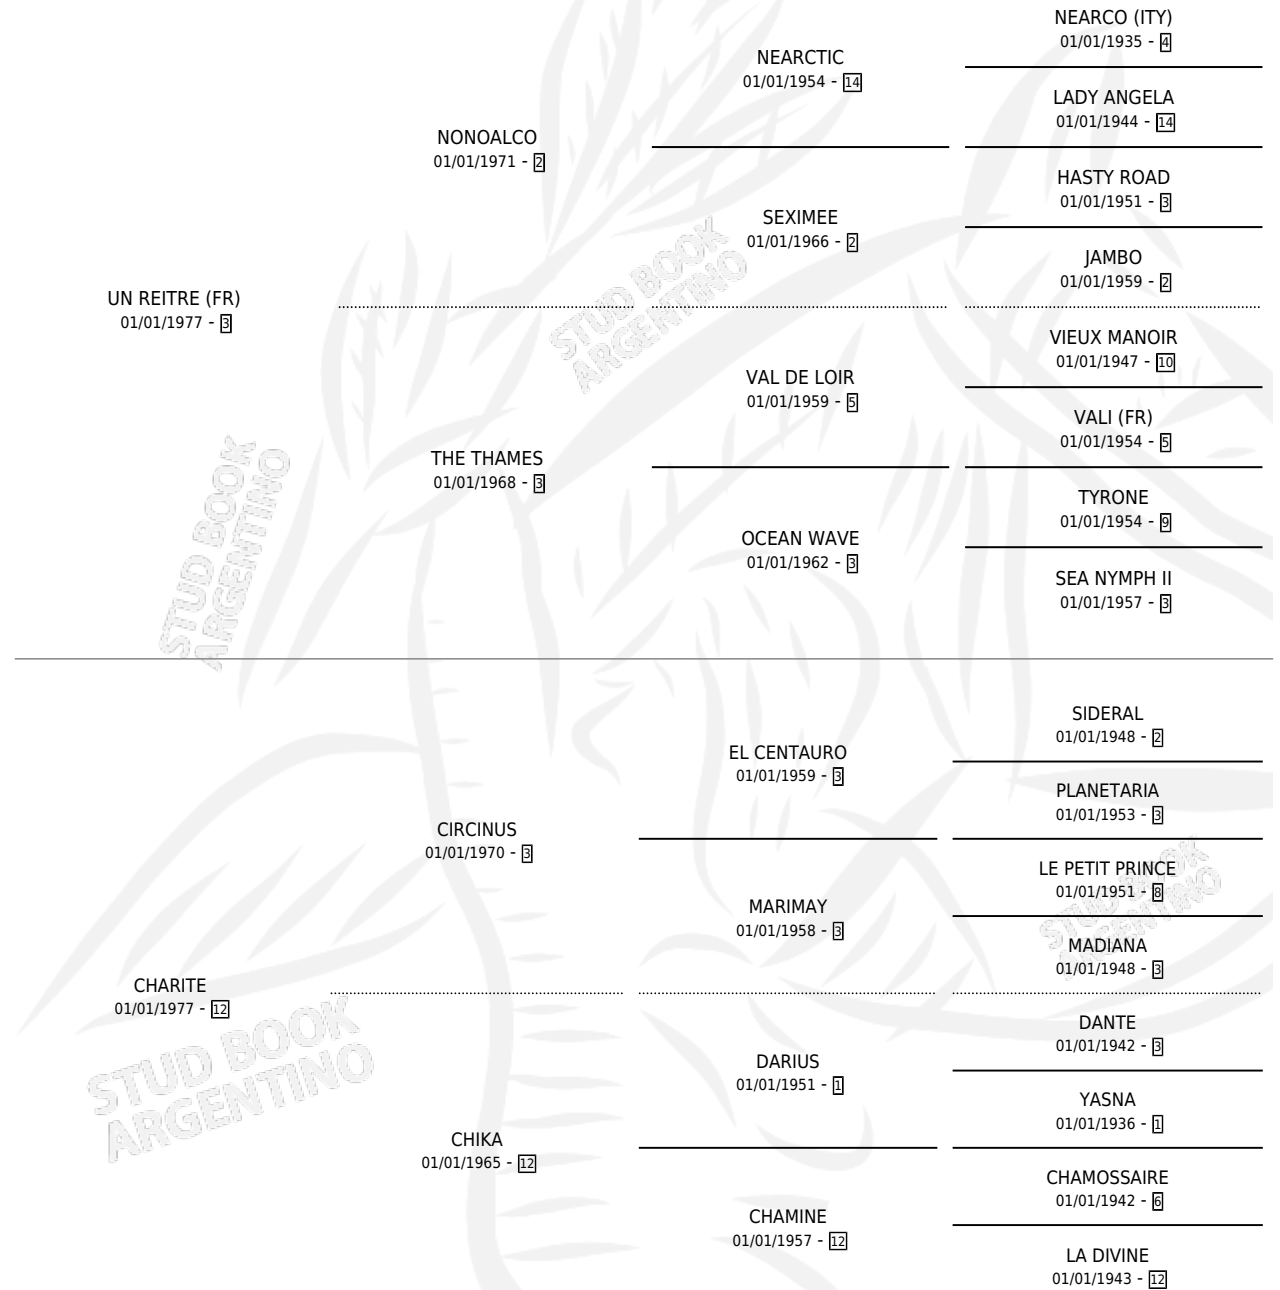 NEARCO (ITY)
01/01/1935 - 4
NEARCTIC
01/01/1954 - 14
LADY ANGELA
01/01/1944 - 14
NONOALCO
01/01/1971 - 2
HASTY ROAD
01/01/1951 - 3
SEXIMEE
01/01/1966 - 2
JAMBO
01/01/1959 - 2
UN REITRE (FR)
01/01/1977 - 3
VIEUX MANOIR
01/01/1947 - 10
VAL DE LOIR
01/01/1959 - 5
VALI (FR)
01/01/1954 - 5
THE THAMES
01/01/1968 - 3
TYRONE
01/01/1954 - 9
OCEAN WAVE
01/01/1962 - 3
SEA NYMPH II
01/01/1957 - 3
SIDERAL
01/01/1948 - 2
EL CENTAURO
01/01/1959 - 3
PLANETARIA
01/01/1953 - 3
CIRCINUS
01/01/1970 - 3
LE PETIT PRINCE
01/01/1951 - 8
MARIMAY
01/01/1958 - 3
MADIANA
01/01/1948 - 3
CHARITE
01/01/1977 - 12
DANTE
01/01/1942 - 3
DARIUS
01/01/1951 - 1
YASNA
01/01/1936 - 1
CHIKA
01/01/1965 - 12
CHAMOSSAIRE
01/01/1942 - 6
CHAMINE
01/01/1957 - 12
LA DIVINE
01/01/1943 - 12
STUD BOOK
ARGENTINO
STUD BOOK
ARGENTINO
STUD BOOK
ARGENTINO
STUD BOOK
ARGENTINO